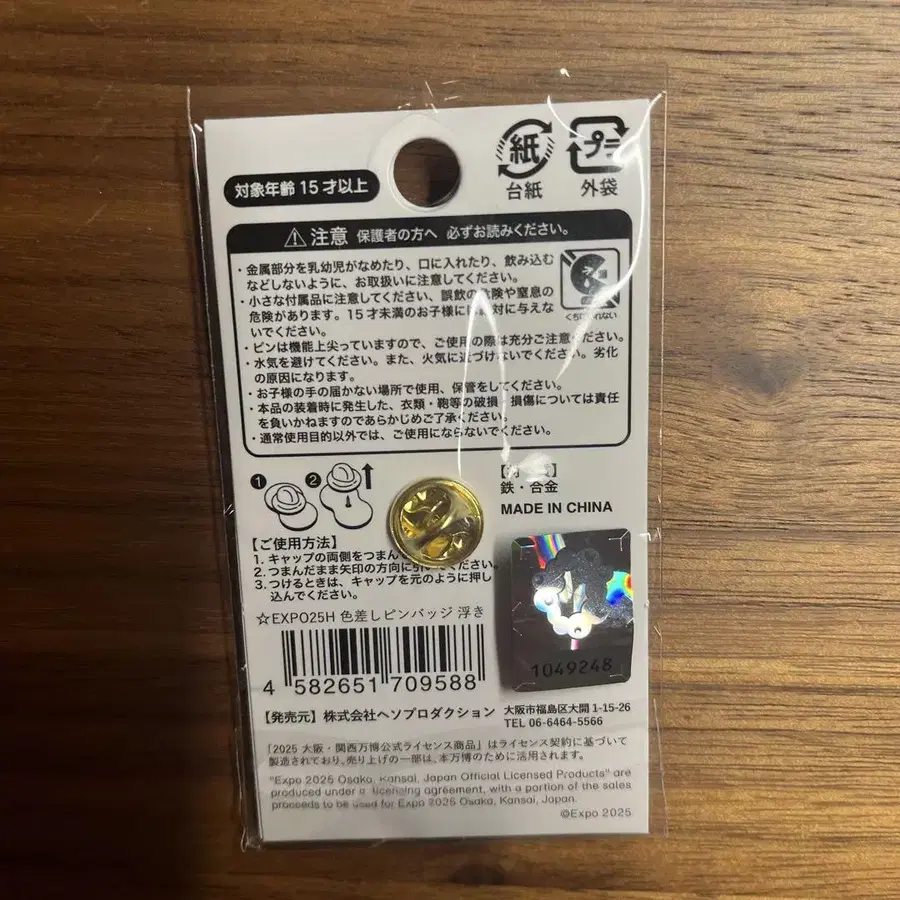 紙
プラ
台紙
外袋
対象年齢 15 才以上
注意 保護者の方へ 必ずお読みください。
・金属部分を乳幼児がなめたり、口に入れたり、飲み込む
などしないように、お取扱いに注意してください。
・小さな付属品に注意してください、誤飲の危険や窒息の
危険があります。15 才未満のお子様には絶対に与えな
いでください。
くちにいれない
・ピンは機能上尖っていますので、ご使用の際は充分ご注意ください。
・水気を避けてください。また、火気に近づけないでください。劣化
の原因になります。
・お子様の手の届かない場所で使用、保管をしてください。
・本品の装着時に発生した、衣類・鞄等の破損・損傷については責任
を負いかねますのであらかじめご了承ください。
・通常使用目的以外では、ご使用にならないでください。
1 2
鉄・合金
MADE IN CHINA
【ご使用方法】
1. キャップの両側をつまん
2. つまんだまま矢印の方向に引いてください。
3. つけるときは、キャップを元のように押し
込んでください。
☆EXPO25H 色差しピンバッジ 浮き
4 582651 709588
1049248
【発売元】株式会社ヘソプロダクション
大阪市福島区大開 1-15-26
TEL 06-6464-5566
「2025 大阪・関西万博公式ライセンス商品」はライセンス契約に基づいて
製造されており、売り上げの一部は、本万博のために活用されます。
"Expo 2025 Osaka, Kansai, Japan Official Licensed Products" are
produced under a licensing agreement, with a portion of the sales
proceeds to be used for Expo 2025 Osaka, Kansai, Japan.
©Expo 2025